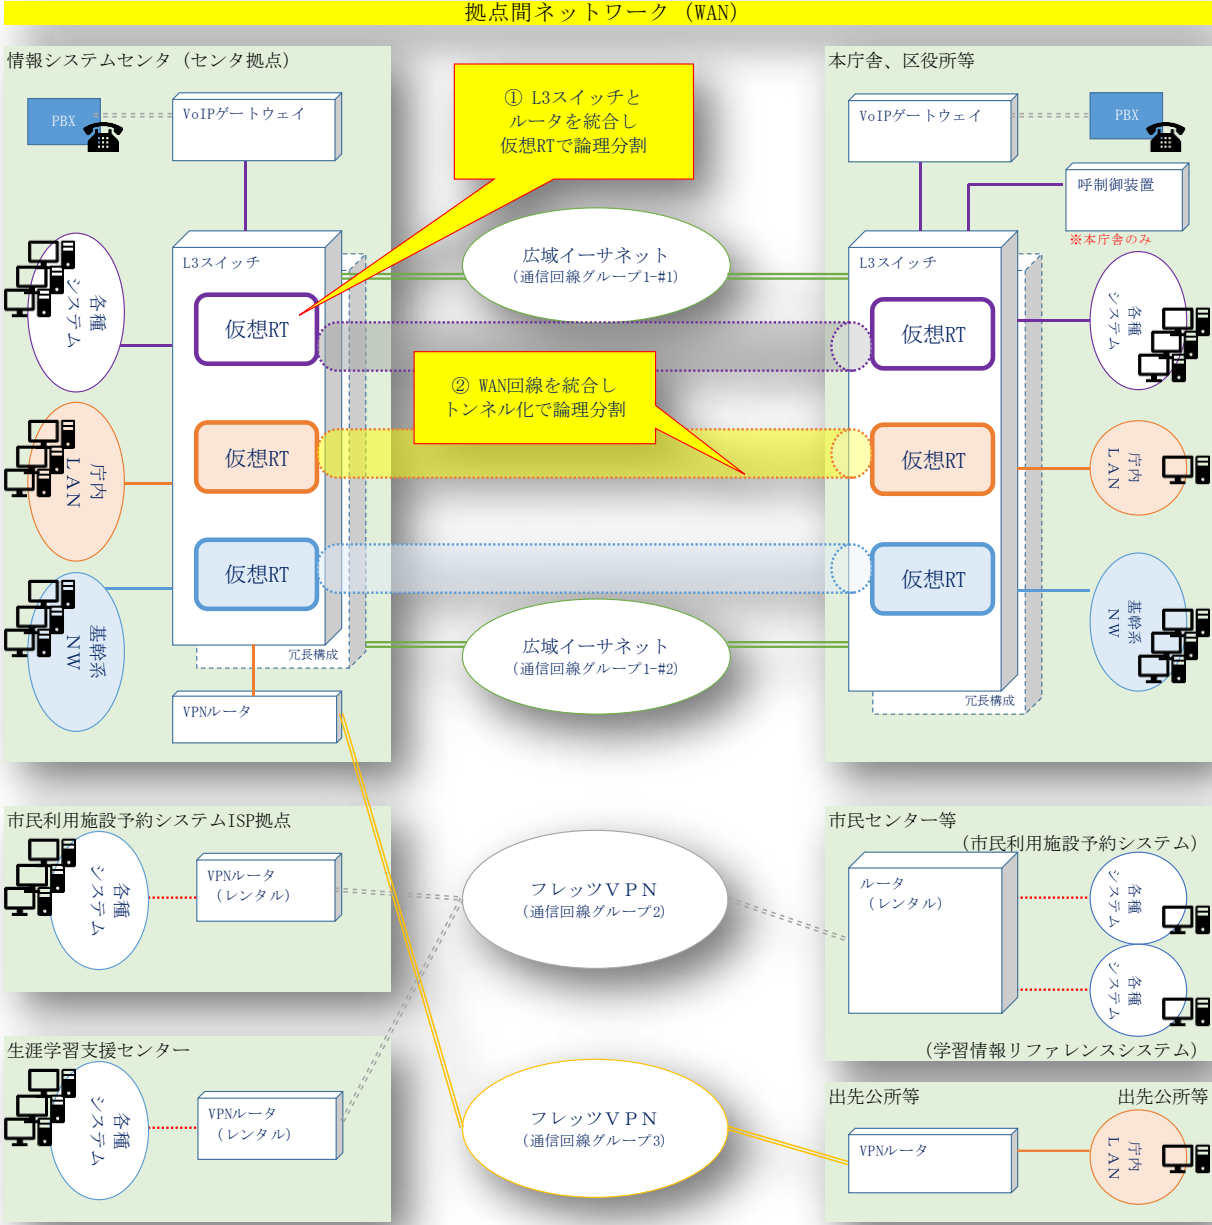 拠点間ネットワーク (WAN)
情報システムセンタ (センタ拠点)
PBX
VoIPゲートウェイ
① L3スイッチと
ルータを統合し
仮想RTで論理分割
本庁舎、区役所等
VoIPゲートウェイ
PBX
呼制御装置
※本庁舎のみ
L3スイッチ
各種
システム
仮想RT
庁内
LAN
仮想RT
基幹系
NW
仮想RT
冗長構成
VPNルータ
広域イーサネット
(通信回線グループ1-#1)
② WAN回線を統合し
トンネル化で論理分割
広域イーサネット
(通信回線グループ1-#2)
L3スイッチ
仮想RT
各種
システム
仮想RT
庁内
LAN
仮想RT
基幹系
NW
冗長構成
市民利用施設予約システムISP拠点
各種
システム
VPNルータ
(レンタル)
フレッツVPN
(通信回線グループ2)
市民センター等
(市民利用施設予約システム)
ルータ
(レンタル)
各種
システム
各種
システム
(学習情報リファレンスシステム)
生涯学習支援センター
各種
システム
VPNルータ
(レンタル)
フレッツVPN
(通信回線グループ3)
出先公所等
出先公所等
VPNルータ
庁内
LAN